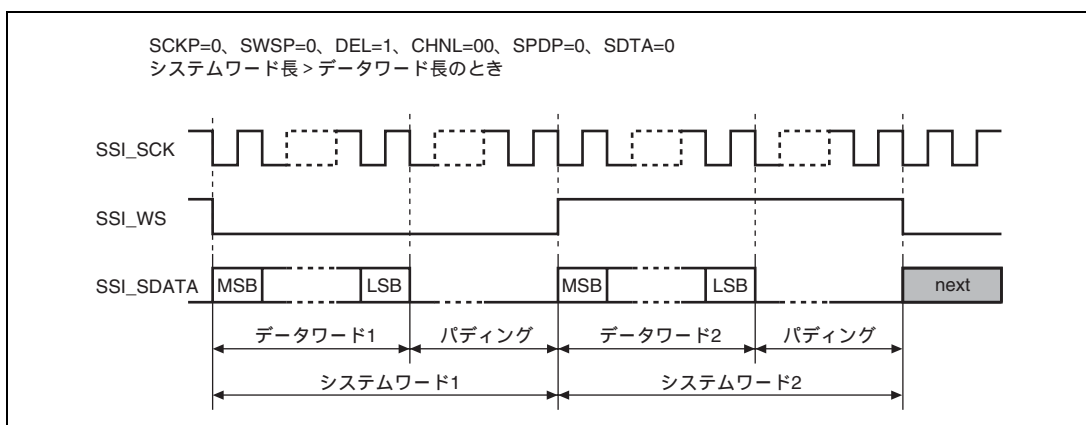 SCKP=0、SWSP=0、DEL=1、CHNL=00、SPDP=0、SDTA=0
システムワード長>データワード長のとき
SSI_SCK
SSI_WS
SSI_SDATA MSB LSB MSB LSB next
データワード1 パディング データワード2 パディング
システムワード1 システムワード2